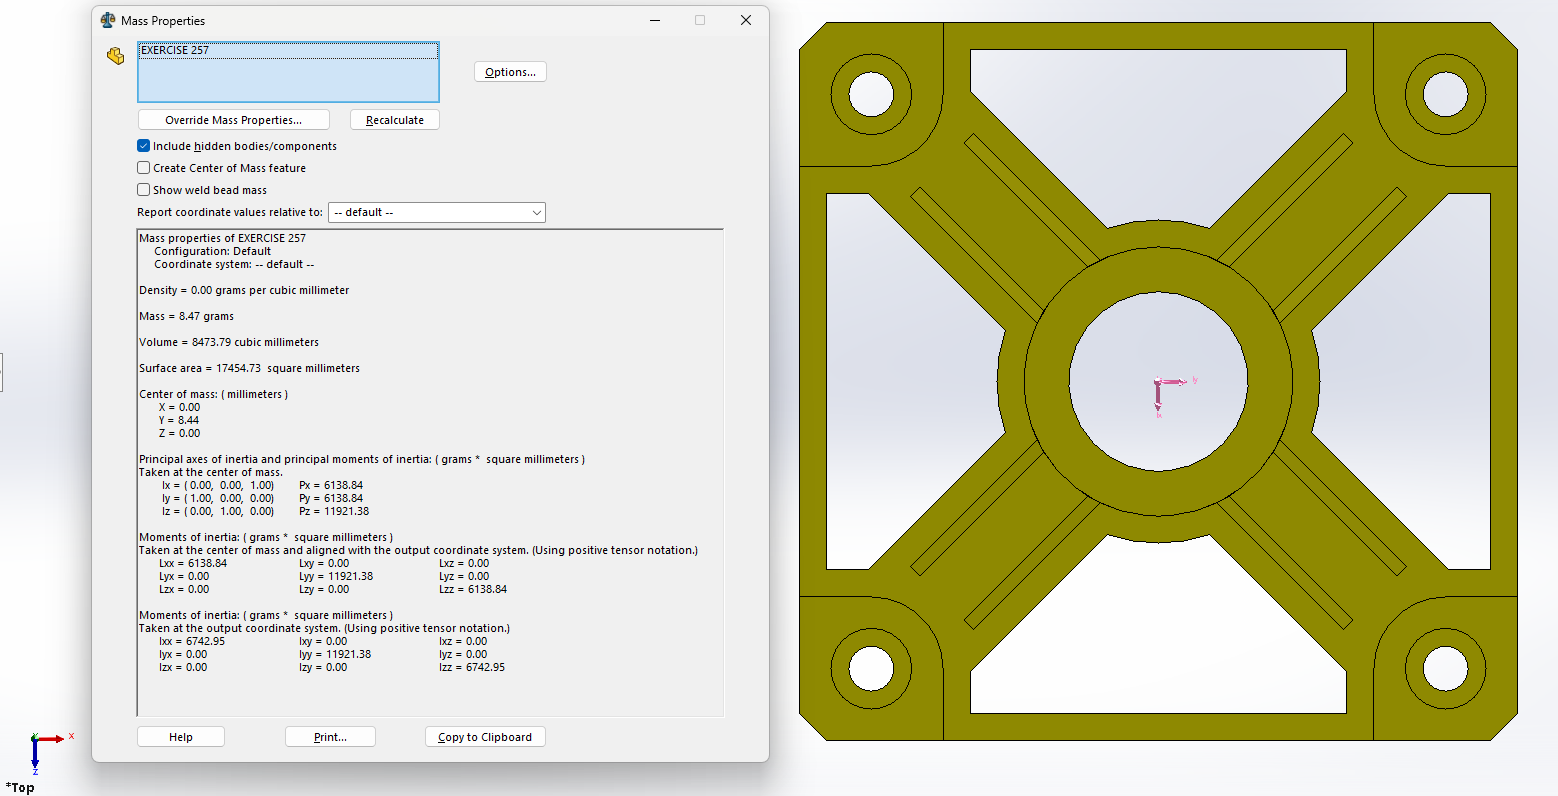 Mass Properties
EXERCISE 257
Options...
Override Mass Properties...
Recalculate
Include hidden bodies/components
Create Center of Mass feature
Show weld bead mass
Report coordinate values relative to: -- default --
Mass properties of EXERCISE 257
Configuration: Default
Coordinate system: -- default --
Density = 0.00 grams per cubic millimeter
Mass = 8.47 grams
Volume = 8473.79 cubic millimeters
Surface area = 17454.73 square millimeters
Center of mass: ( millimeters )
X = 0.00
Y = 8.44
Z = 0.00
Principal axes of inertia and principal moments of inertia: ( grams * square millimeters )
Taken at the center of mass.
Ix = ( 0.00, 0.00, 1.00) Px = 6138.84
Iy = ( 1.00, 0.00, 0.00) Py = 6138.84
Iz = ( 0.00, 1.00, 0.00) Pz = 11921.38
Moments of inertia: ( grams * square millimeters )
Taken at the center of mass and aligned with the output coordinate system. (Using positive tensor notation.)
Lxx = 6138.84 Lxy = 0.00 Lxz = 0.00
Lyx = 0.00 Lyy = 11921.38 Lyz = 0.00
Lzx = 0.00 Lzy = 0.00 Lzz = 6138.84
Moments of inertia: ( grams * square millimeters )
Taken at the output coordinate system. (Using positive tensor notation.)
Ixx = 6742.95 Ixy = 0.00 Ixz = 0.00
Iyx = 0.00 Iyy = 11921.38 Iyz = 0.00
Izx = 0.00 Izy = 0.00 Izz = 6742.95
Help
Print...
Copy to Clipboard
X
Z
*Top